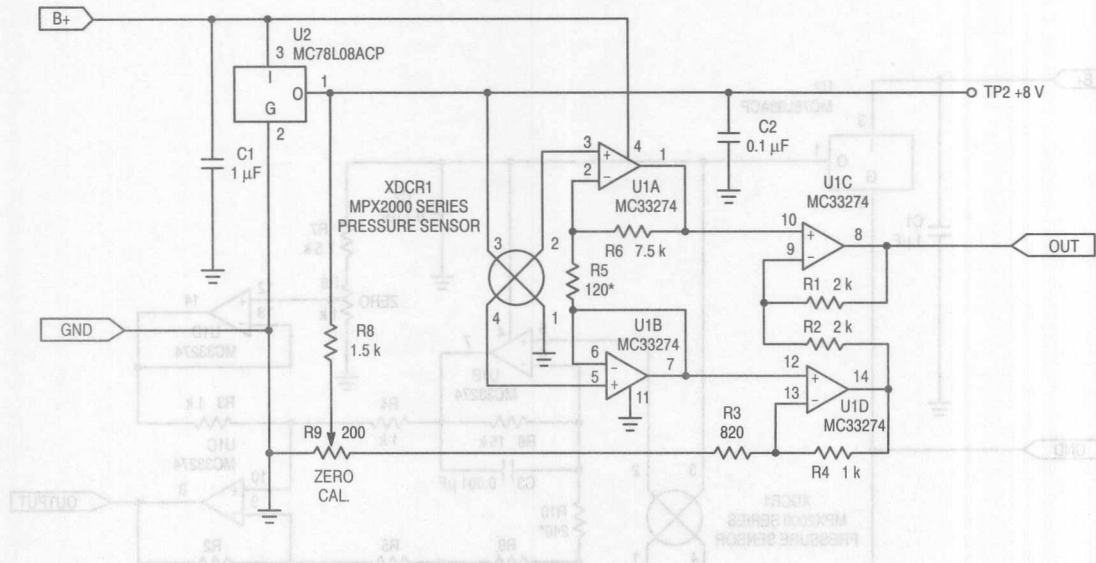 B+
U2
MC78L08ACP
3
I
1
O
G
2
TP2 +8 V
C1
1 µF
C2
0.1 µF
XDCR1
MPX2000 SERIES
PRESSURE SENSOR
3
2
4
1
3
+
2
−
4
1
U1A
MC33274
R6 7.5 k
R5
120*
U1B
MC33274
6
−
5
+
7
11
U1C
MC33274
10
+
9
−
8
OUT
R1 2 k
R2 2 k
12
+
13
−
14
U1D
MC33274
R3
820
R4 1 k
GND
R8
1.5 k
R9 200
ZERO
CAL.